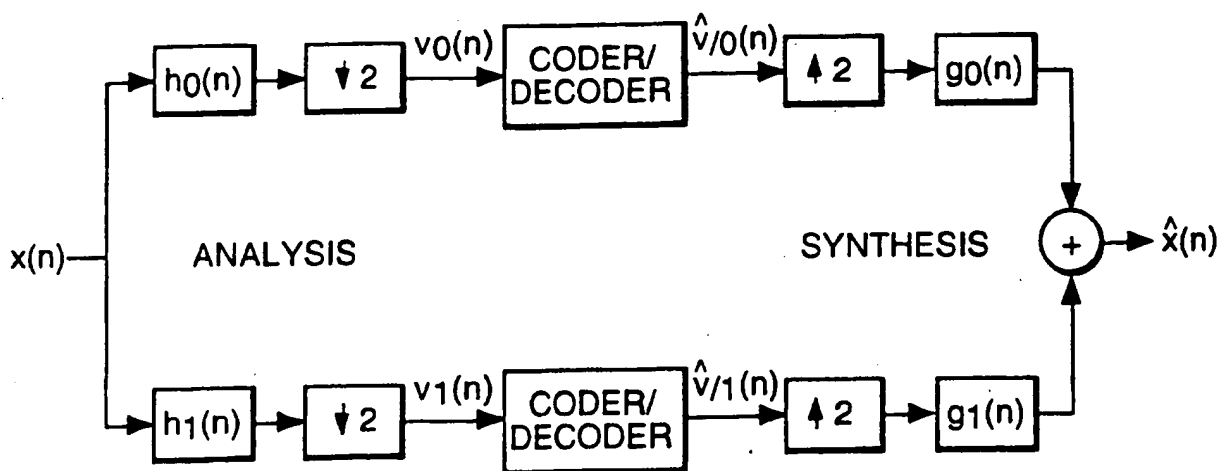 h0(n)
↓ 2
v0(n)
CODER/
DECODER
v̂/0(n)
↑ 2
g0(n)
x(n)
ANALYSIS
SYNTHESIS
+
x̂(n)
h1(n)
↓ 2
v1(n)
CODER/
DECODER
v̂/1(n)
↑ 2
g1(n)